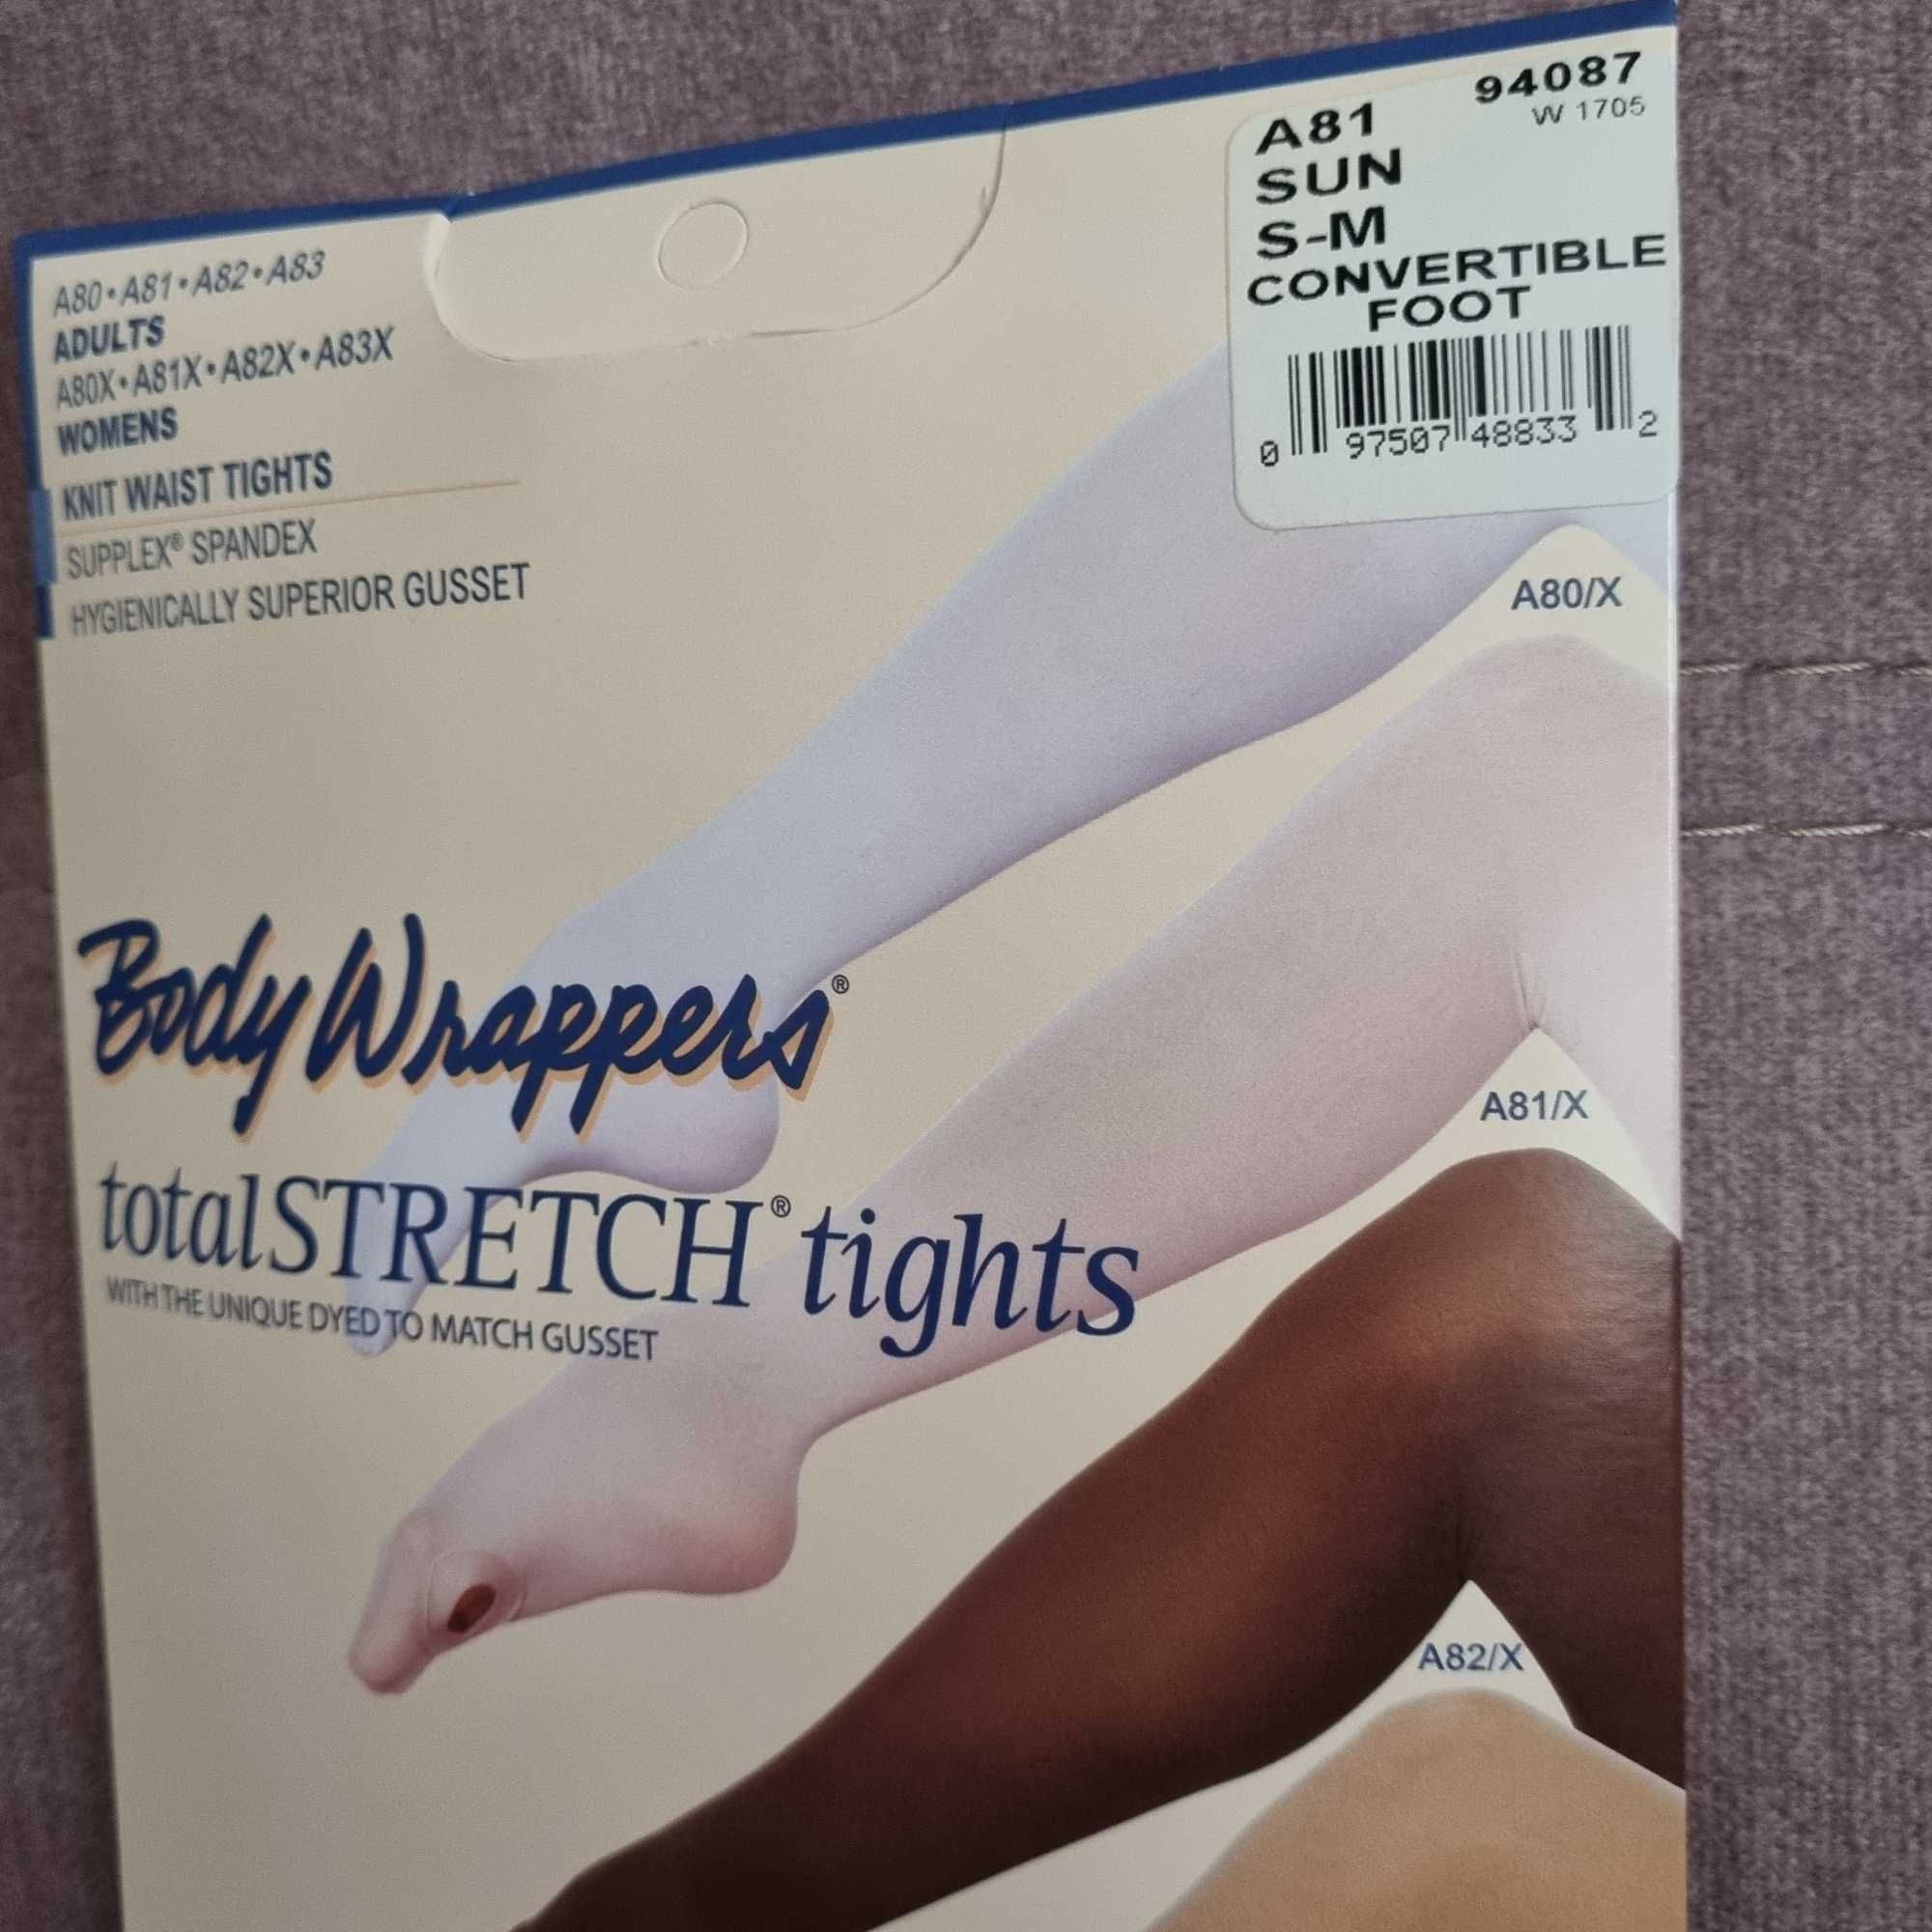 94087
W 1705
A81
SUN
S-M
CONVERTIBLE
FOOT
0 97507 48833 2
A80•A81•A82•A83
ADULTS
A80X•A81X•A82X•A83X
WOMENS
KNIT WAIST TIGHTS
SUPPLEX® SPANDEX
HYGIENICALLY SUPERIOR GUSSET
A80/X
Body Wrappers®
A81/X
totalSTRETCH® tights
WITH THE UNIQUE DYED TO MATCH GUSSET
A82/X